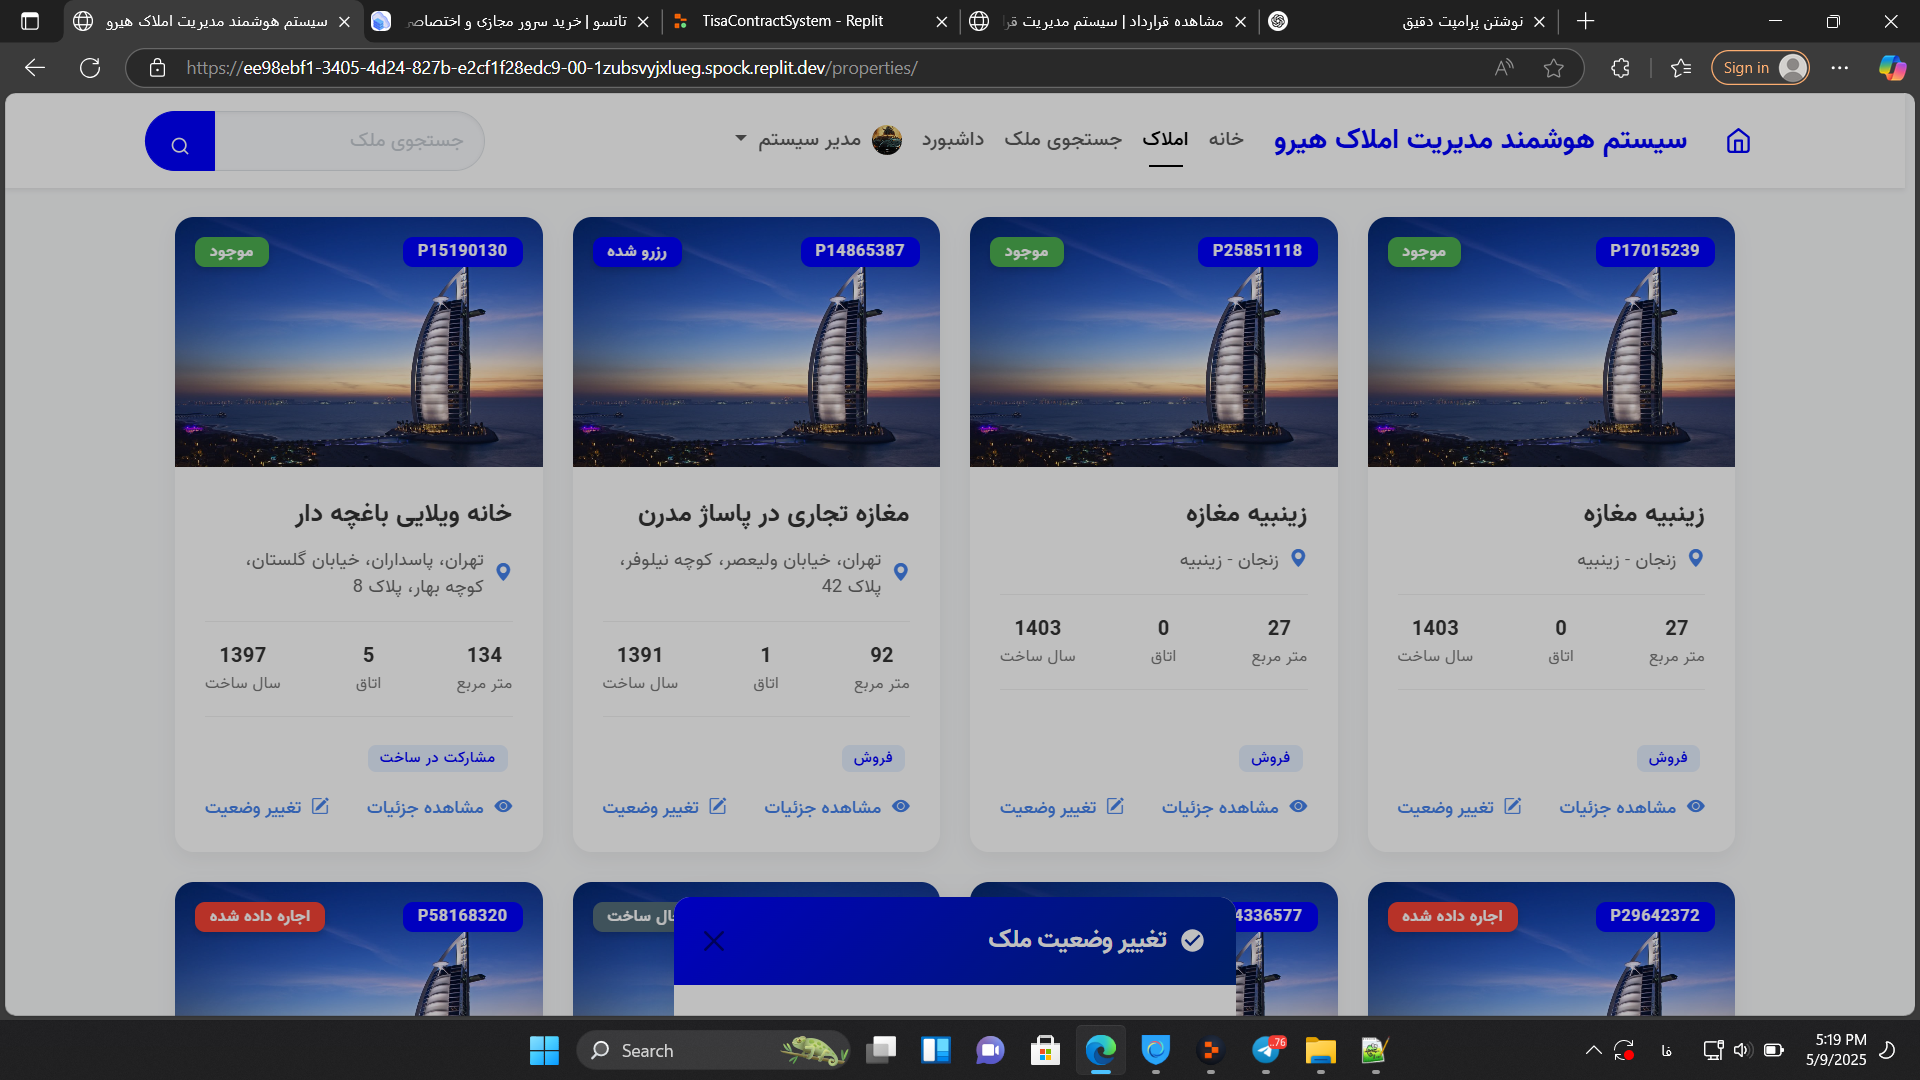 سیستم هوشمند مدیریت املاک هیرو
تاتسو | خرید سرور مجازی و اختصاصی
TisaContractSystem - Replit
مشاهده قرارداد | سیستم مدیریت
نوشتن پرامپت دقیق
https://ee98ebf1-3405-4d24-827b-e2cf1f28edc9-00-1zubsvyjxlueg.spock.replit.dev/properties/
Sign in
سیستم هوشمند مدیریت املاک هیرو
خانه
املاک
جستجوی ملک
داشبورد
مدیر سیستم
جستجوی ملک
P17015239
موجود
زینبیه مغازه
زنجان - زینبیه
27 0 1403
متر مربع اتاق سال ساخت
فروش
مشاهده جزئیات تغییر وضعیت
P25851118
موجود
زینبیه مغازه
زنجان - زینبیه
27 0 1403
متر مربع اتاق سال ساخت
فروش
مشاهده جزئیات تغییر وضعیت
P14865387
رزرو شده
مغازه تجاری در پاساژ مدرن
تهران، خیابان ولیعصر، کوچه نیلوفر،
پلاک 42
92 1 1391
متر مربع اتاق سال ساخت
فروش
مشاهده جزئیات تغییر وضعیت
P15190130
موجود
خانه ویلایی باغچه دار
تهران، پاسداران، خیابان گلستان،
کوچه بهار، پلاک 8
134 5 1397
متر مربع اتاق سال ساخت
مشارکت در ساخت
مشاهده جزئیات تغییر وضعیت
P29642372
اجاره داده شده
4336577
ساخت
P58168320
اجاره داده شده
تغییر وضعیت ملک
Search
76
فا
5:19 PM
5/9/2025